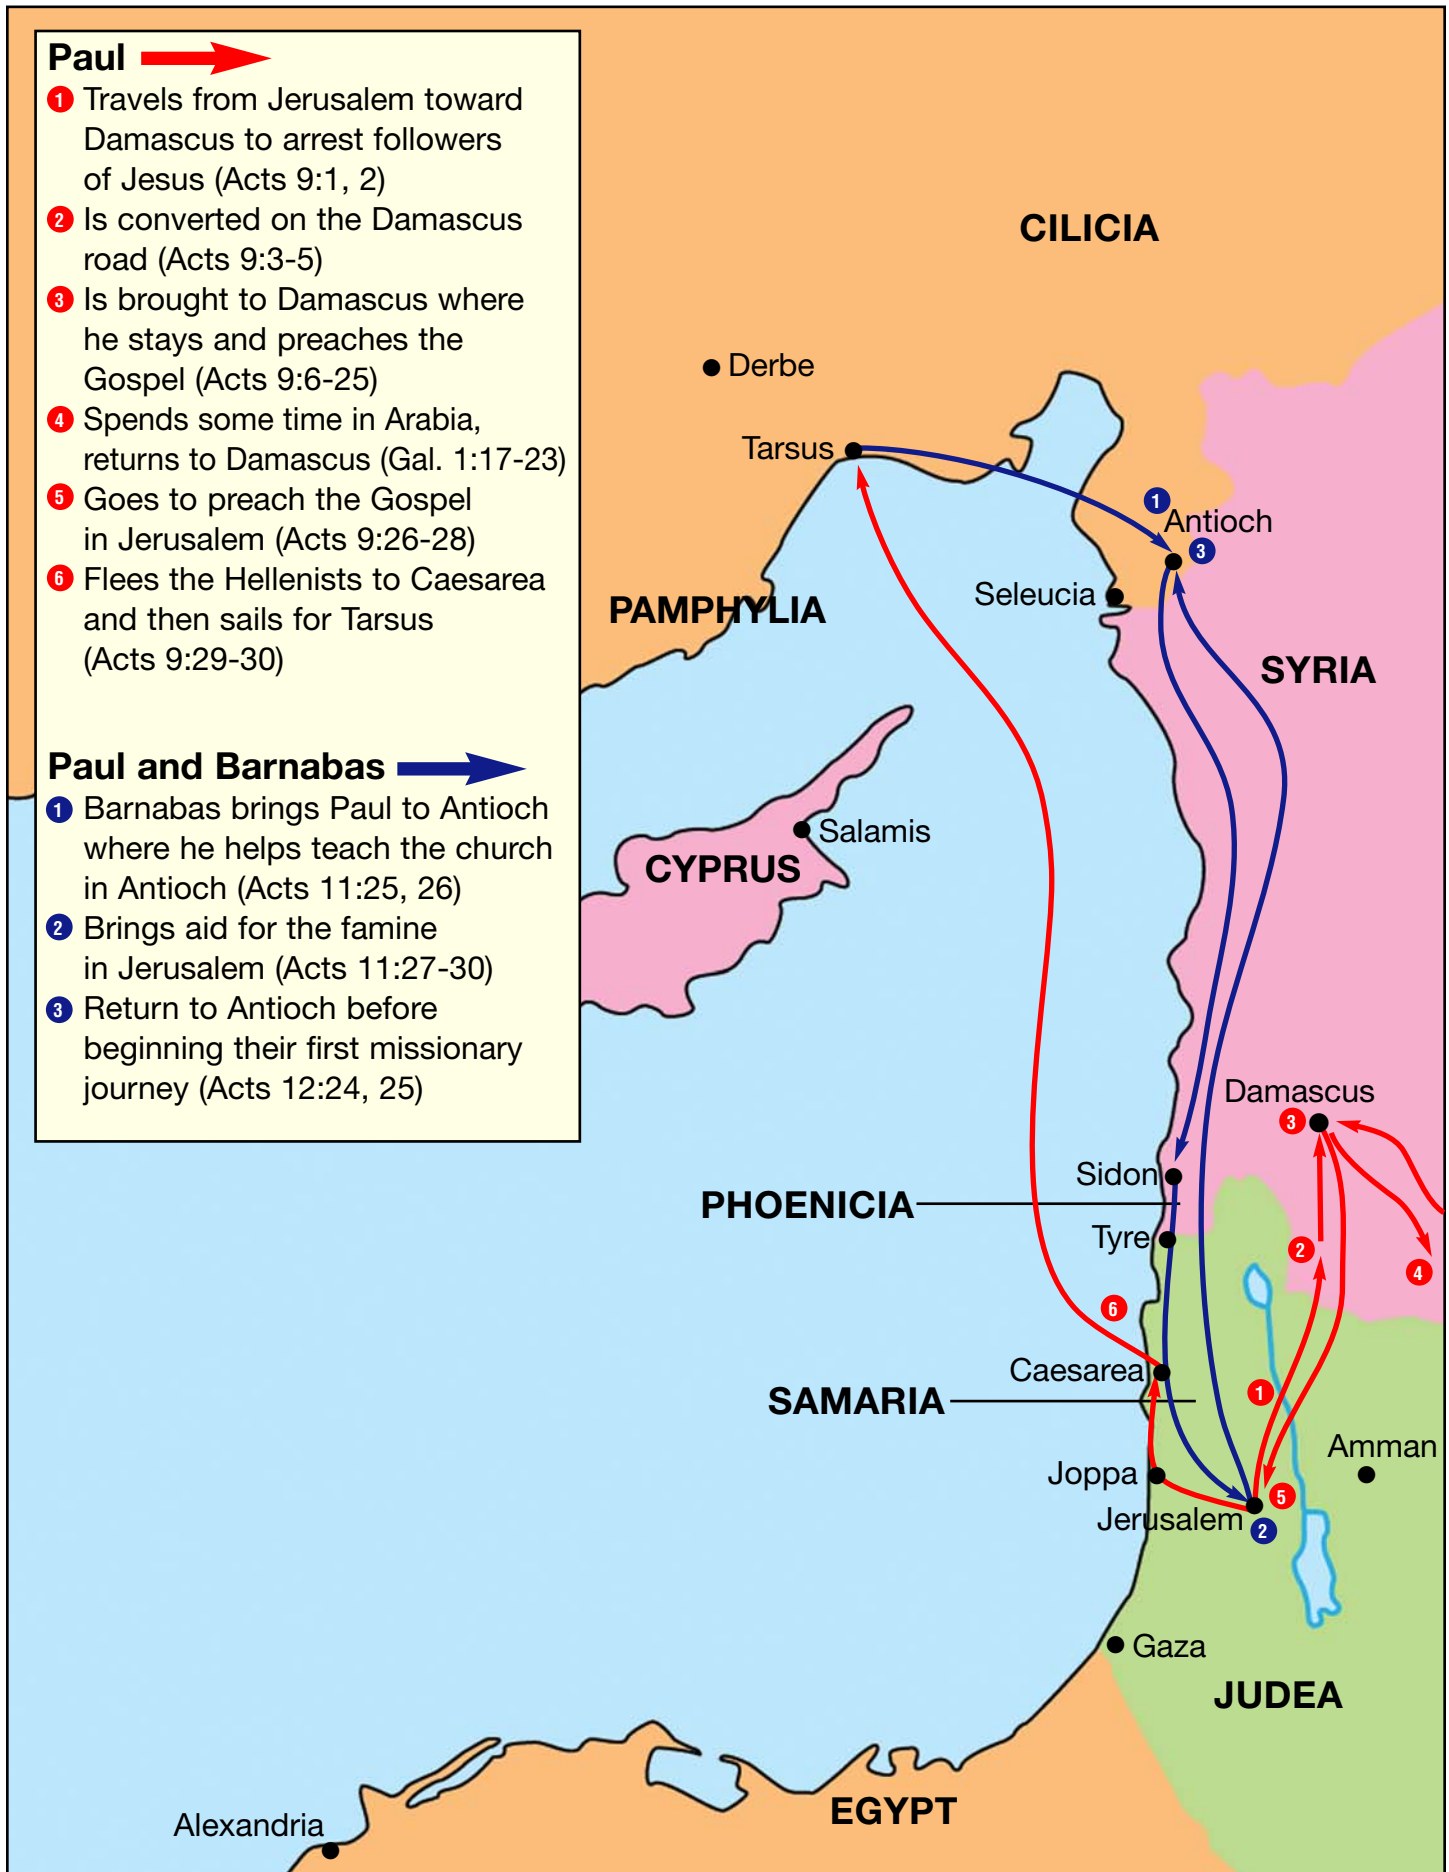 Paul
1 Travels from Jerusalem toward
Damascus to arrest followers
of Jesus (Acts 9:1, 2)
2 Is converted on the Damascus
road (Acts 9:3-5)
3 Is brought to Damascus where
he stays and preaches the
Gospel (Acts 9:6-25)
4 Spends some time in Arabia,
returns to Damascus (Gal. 1:17-23)
5 Goes to preach the Gospel
in Jerusalem (Acts 9:26-28)
6 Flees the Hellenists to Caesarea
and then sails for Tarsus
(Acts 9:29-30)
Paul and Barnabas
1 Barnabas brings Paul to Antioch
where he helps teach the church
in Antioch (Acts 11:25, 26)
2 Brings aid for the famine
in Jerusalem (Acts 11:27-30)
3 Return to Antioch before
beginning their first missionary
journey (Acts 12:24, 25)
CILICIA
Derbe
Tarsus
1
Antioch
3
Seleucia
PAMPHYLIA
SYRIA
Salamis
CYPRUS
Damascus
3
Sidon
PHOENICIA
Tyre
2
4
6
Caesarea
SAMARIA
1
Amman
Joppa
5
Jerusalem
2
Gaza
JUDEA
EGYPT
Alexandria